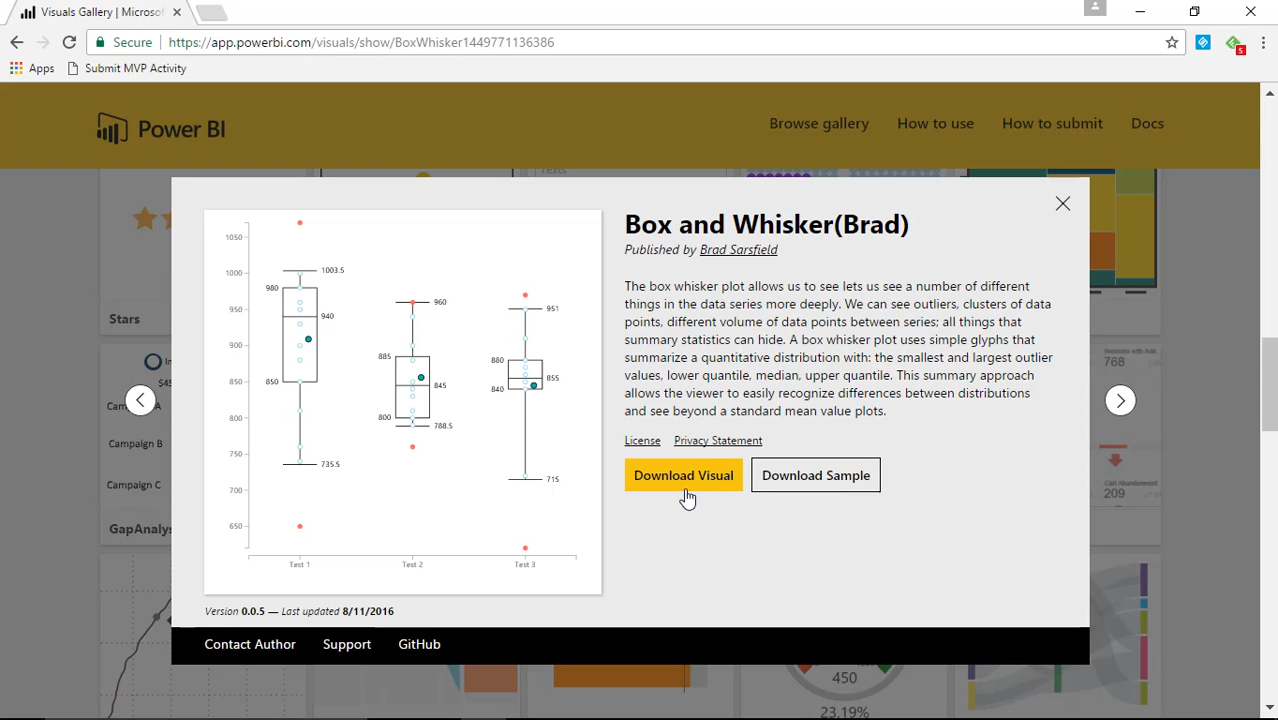 Visuals Gallery | Microsof
Secure
https://app.powerbi.com/visuals/show/BoxWhisker1449771136386
5
Apps
Submit MVP Activity
Power BI
Browse gallery
How to use
How to submit
Docs
Texts
Box and Whisker(Brad)
Published by Brad Sarsfield
The box whisker plot allows us to see lets us see a number of different
things in the data series more deeply. We can see outliers, clusters of data
points, different volume of data points between series; all things that
summary statistics can hide. A box whisker plot uses simple glyphs that
summarize a quantitative distribution with: the smallest and largest outlier
values, lower quantile, median, upper quantile. This summary approach
allows the viewer to easily recognize differences between distributions
and see beyond a standard mean value plots.
License
Privacy Statement
Download Visual
Download Sample
1050
1000
950
900
850
800
750
700
650
1003.5
980
940
850
735.5
960
885
845
800
788.5
951
880
855
840
715
Test 1
Test 2
Test 3
Version 0.0.5 — Last updated 8/11/2016
Contact Author
Support
GitHub
Stars
$45
Campa
Campaign B
Campaign C
GapAnalys
768
Cart Abandonment
209
450
23.19%